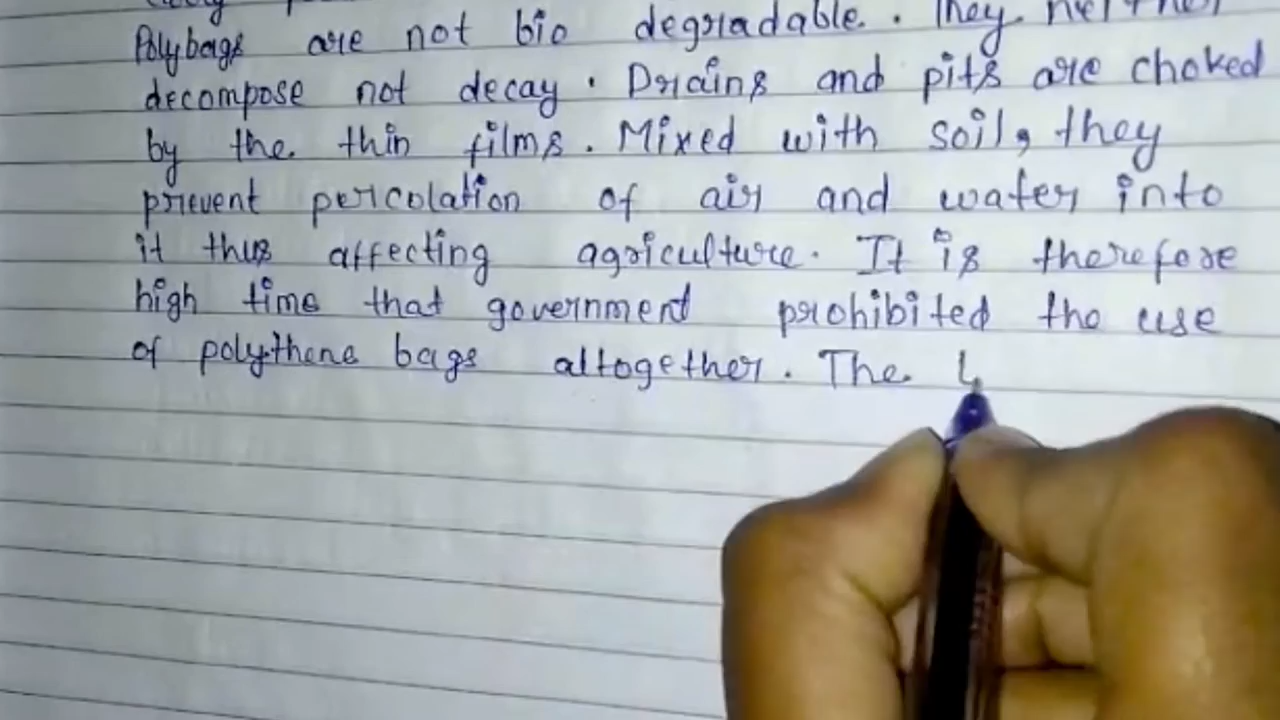 Polybags are not bio degradable. They neither
decompose not decay. Drains and pits are choked
by the thin films. Mixed with soil, they
prevent percolation of air and water into
it thus affecting agriculture. It is therefore
high time that government prohibited the use
of polythene bags altogether. The